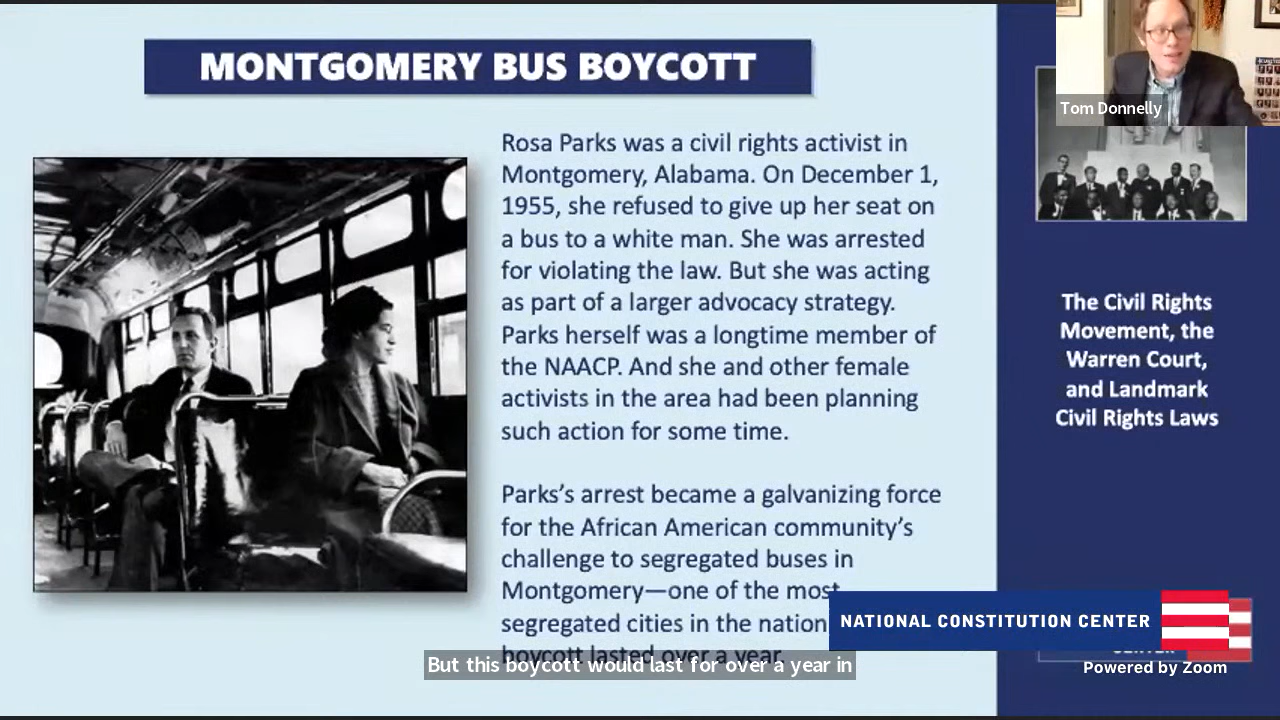 MONTGOMERY BUS BOYCOTT
Rosa Parks was a civil rights activist in
Montgomery, Alabama. On December 1,
1955, she refused to give up her seat on
a bus to a white man. She was arrested
for violating the law. But she was acting
as part of a larger advocacy strategy.
Parks herself was a longtime member of
the NAACP. And she and other female
activists in the area had been planning
such action for some time.
Parks’s arrest became a galvanizing force
for the African American community’s
challenge to segregated buses in
Montgomery—one of the most
segregated cities in the nation
boycott lasted over a year.
But this boycott would last for over a year in
Tom Donnelly
The Civil Rights
Movement, the
Warren Court,
and Landmark
Civil Rights Laws
NATIONAL CONSTITUTION CENTER
CENTER
Powered by Zoom